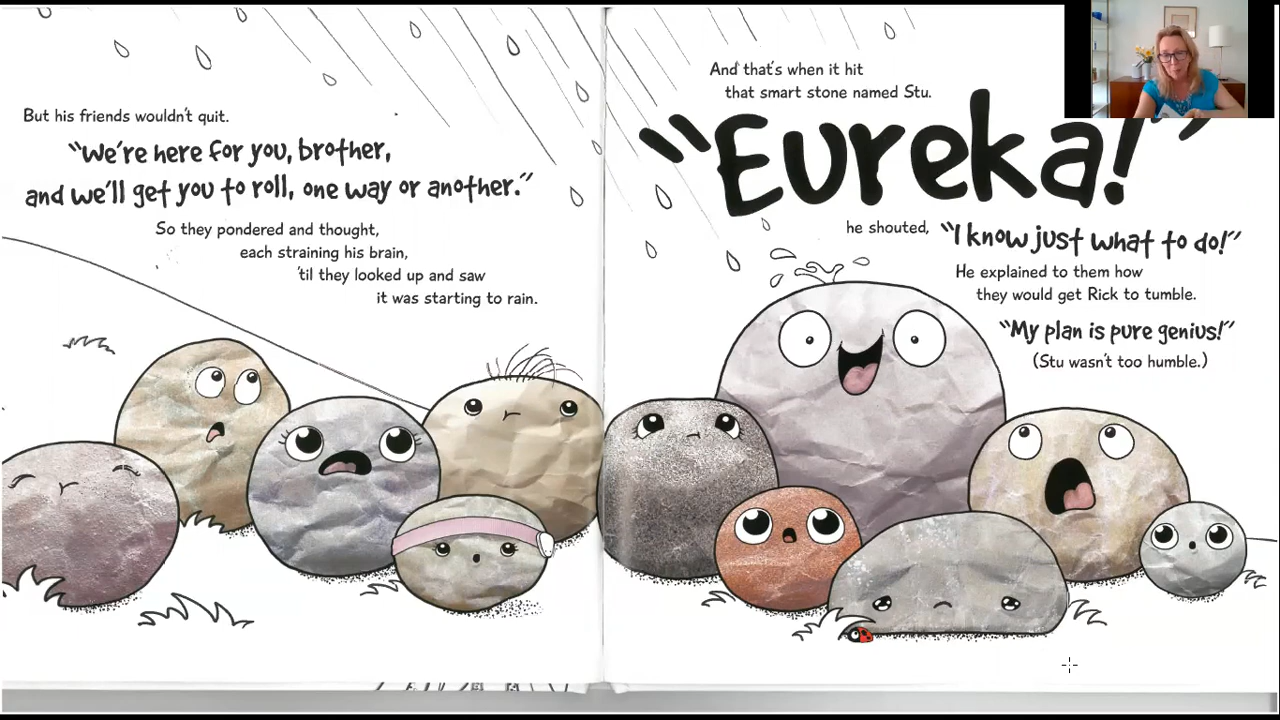 But his friends wouldn't quit.
"We're here for you, brother,
and we'll get you to roll, one way or another."
So they pondered and thought,
each straining his brain,
'til they looked up and saw
it was starting to rain.
And that's when it hit
that smart stone named Stu.
"Eureka!"
he shouted, "I know just what to do!"
He explained to them how
they would get Rick to tumble.
"My plan is pure genius!"
(Stu wasn't too humble.)